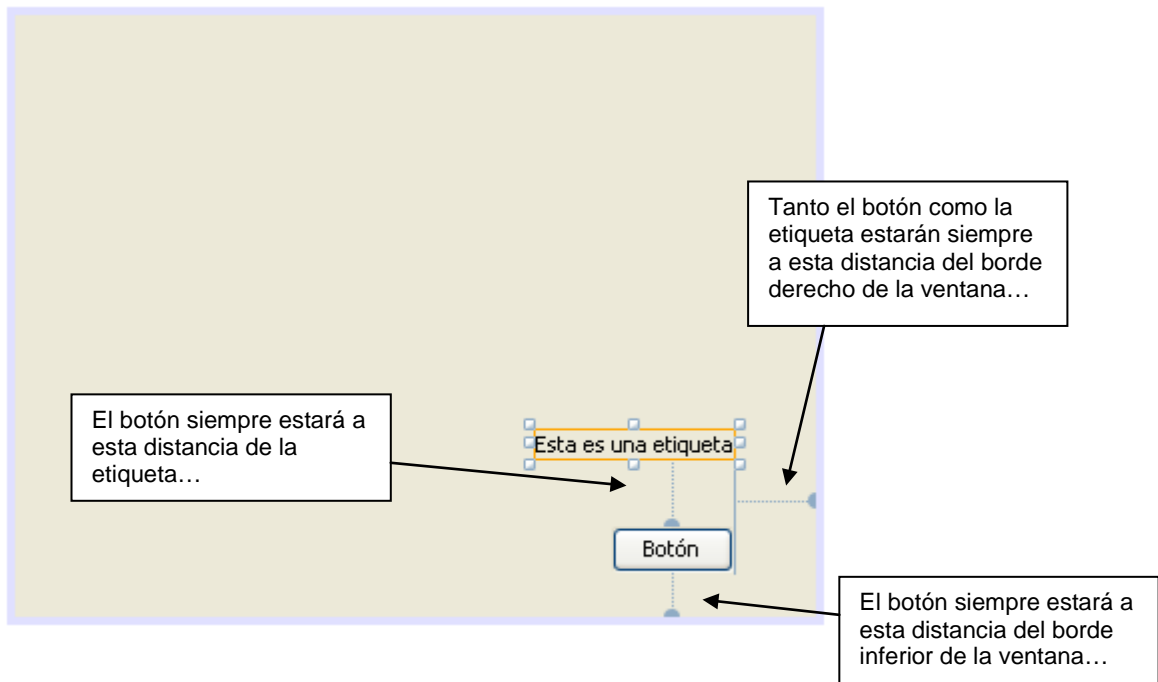 Tanto el botón como la
etiqueta estarán siempre
a esta distancia del borde
derecho de la ventana…
El botón siempre estará a
esta distancia de la
etiqueta…
Esta es una etiqueta
Botón
El botón siempre estará a
esta distancia del borde
inferior de la ventana…